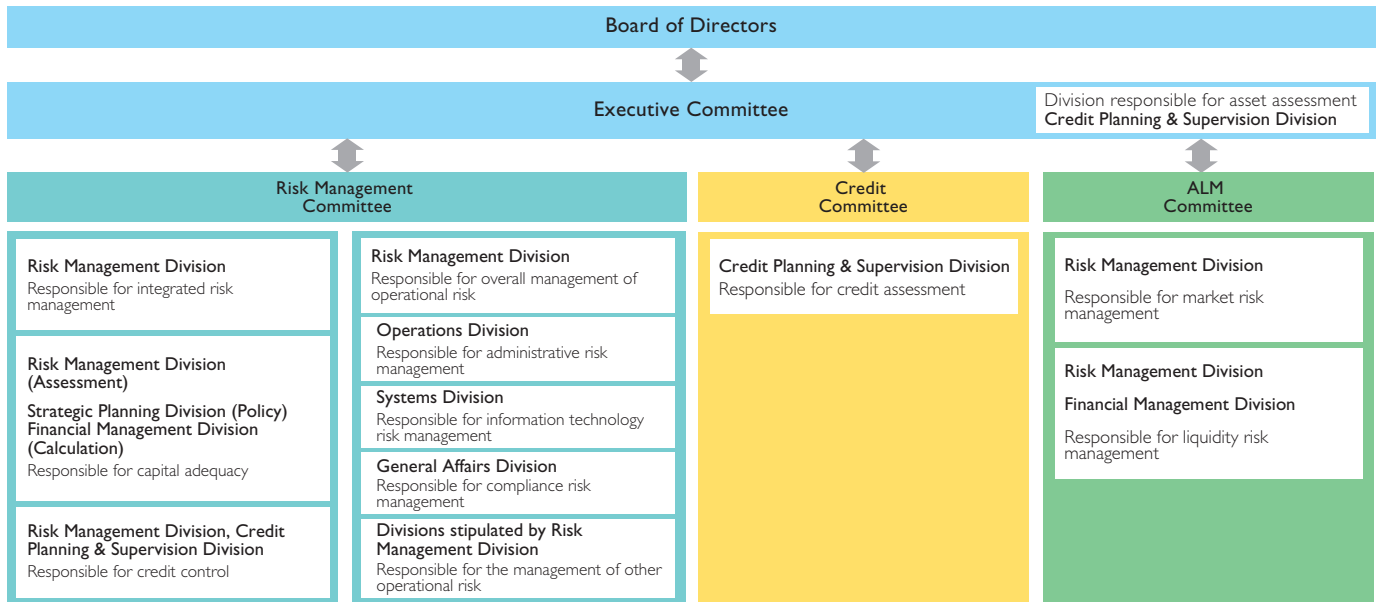 Board of Directors
Executive Committee
Division responsible for asset assessment
Credit Planning & Supervision Division
Risk Management
Committee
Risk Management Division
Responsible for integrated risk
management
Risk Management Division
(Assessment)
Strategic Planning Division (Policy)
Financial Management Division
(Calculation)
Responsible for capital adequacy
Risk Management Division, Credit
Planning & Supervision Division
Responsible for credit control
Risk Management Division
Responsible for overall management of
operational risk
Operations Division
Responsible for administrative risk
management
Systems Division
Responsible for information technology
risk management
General Affairs Division
Responsible for compliance risk
management
Divisions stipulated by Risk
Management Division
Responsible for the management of other
operational risk
Credit
Committee
Credit Planning & Supervision Division
Responsible for credit assessment
ALM
Committee
Risk Management Division
Responsible for market risk
management
Risk Management Division
Financial Management Division
Responsible for liquidity risk
management